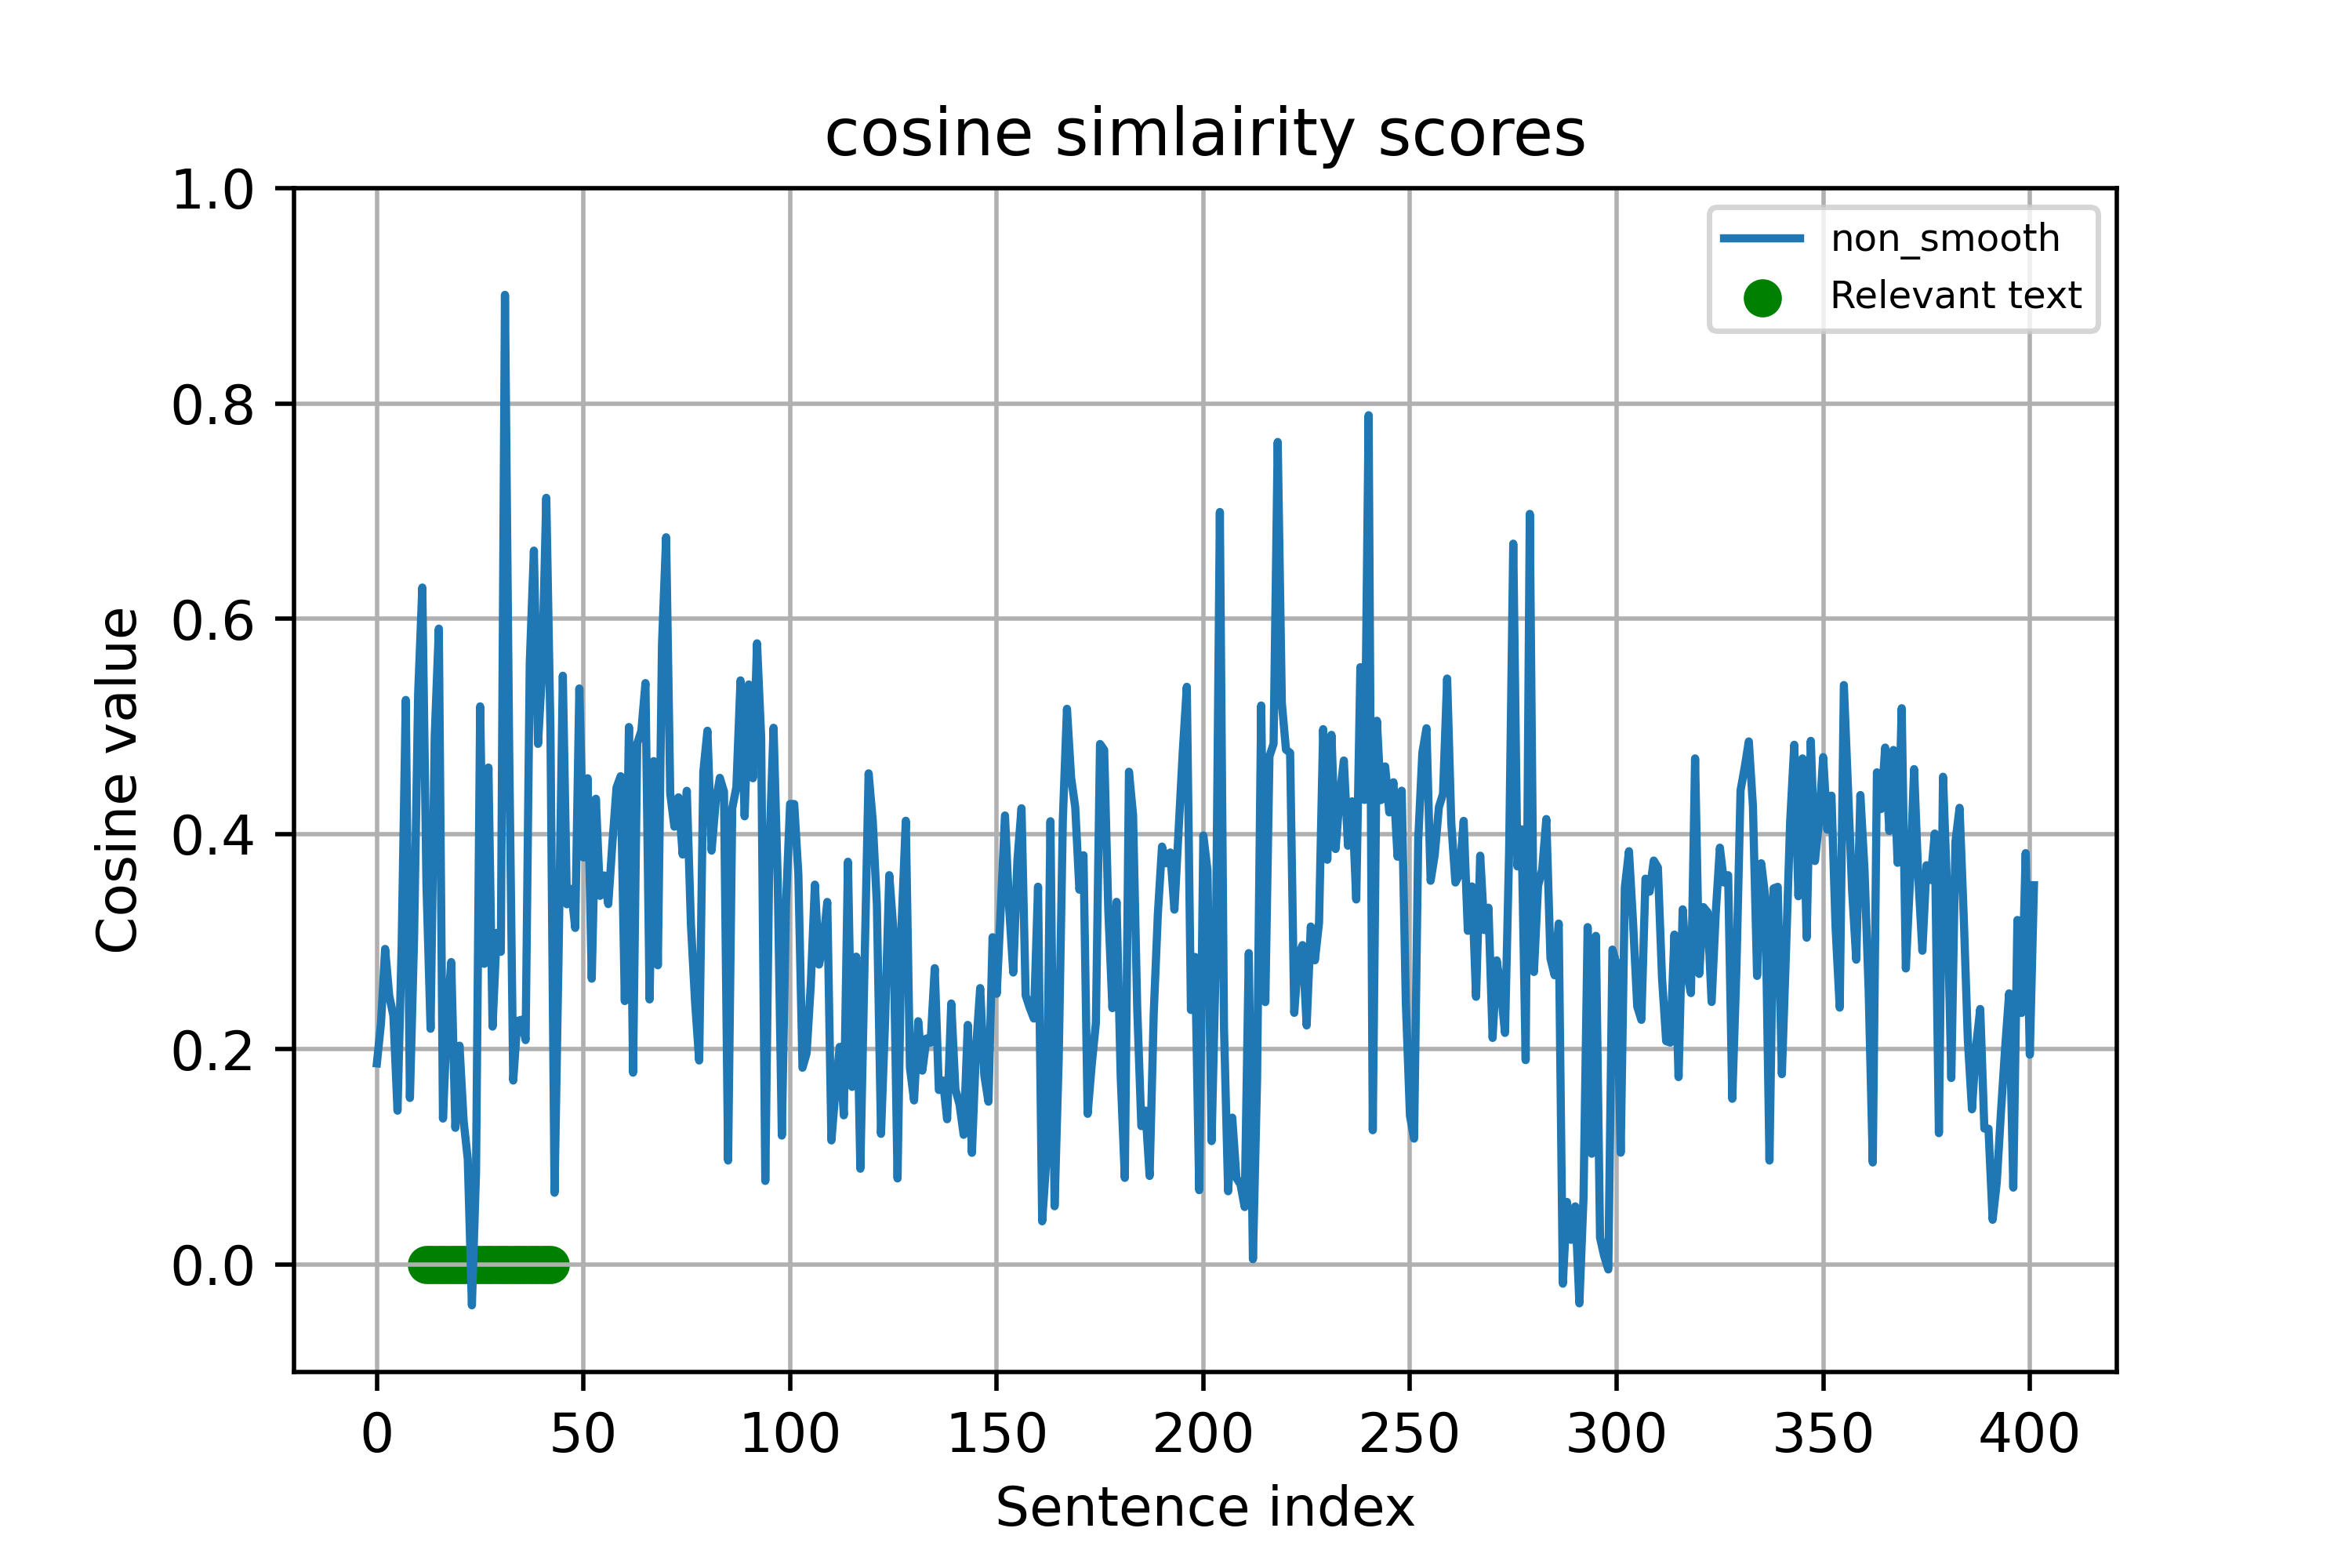 cosine simlairity scores
1.0
0.8
0.6
0.4
0.2
0.0
Cosine value
non_smooth
Relevant text
0 50 100 150 200 250 300 350 400
Sentence index